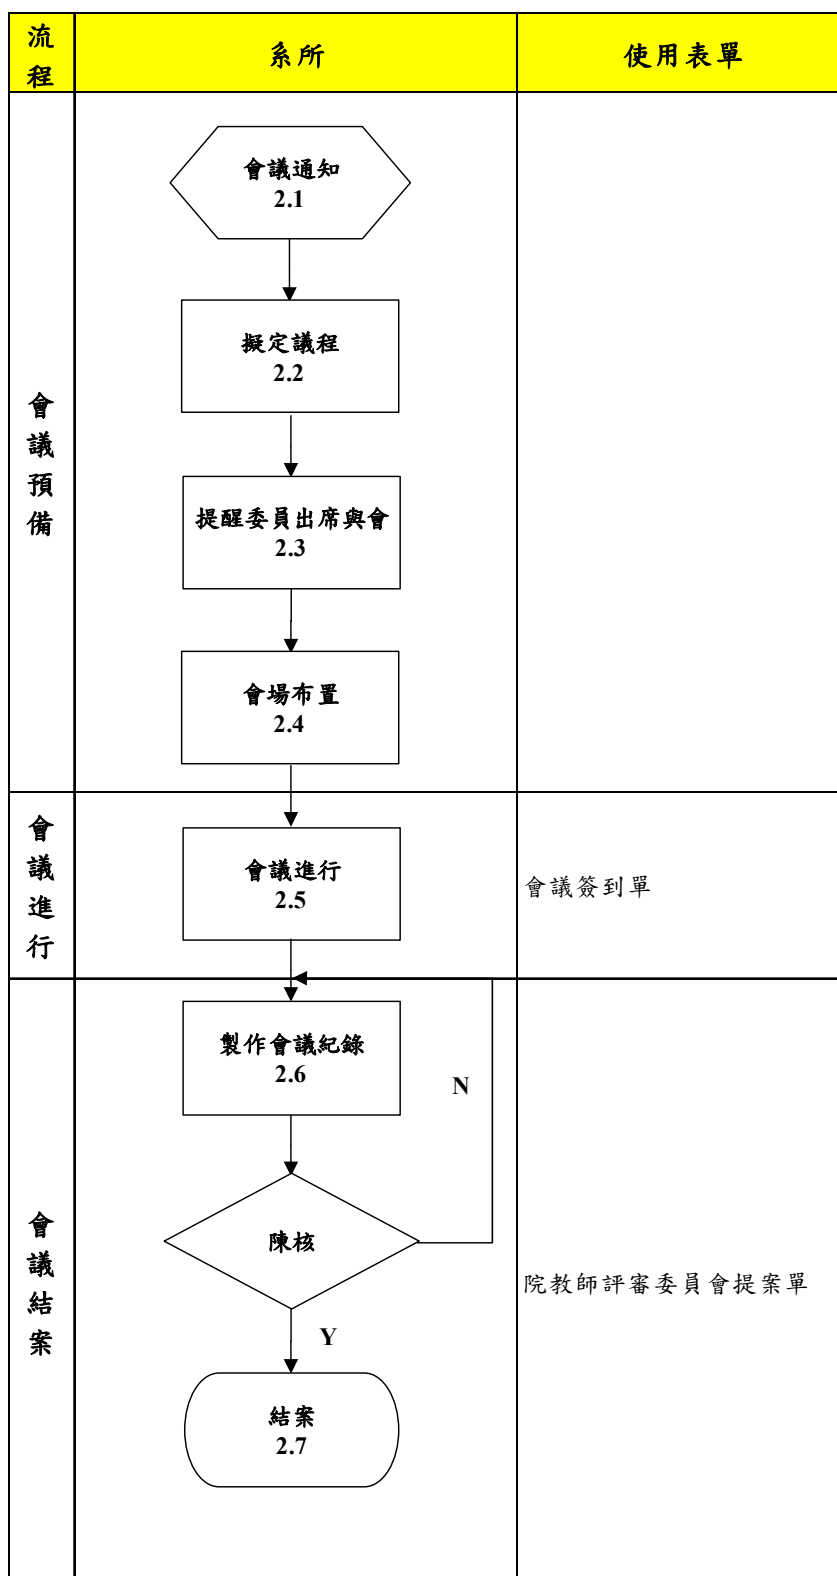 流程
系所
使用表單
會議預備
會議通知
2.1
擬定議程
2.2
提醒委員出席與會
2.3
會場布置
2.4
會議進行
會議進行
2.5
會議簽到單
會議結案
製作會議紀錄
2.6
N
陳核
Y
結案
2.7
院教師評審委員會提案單